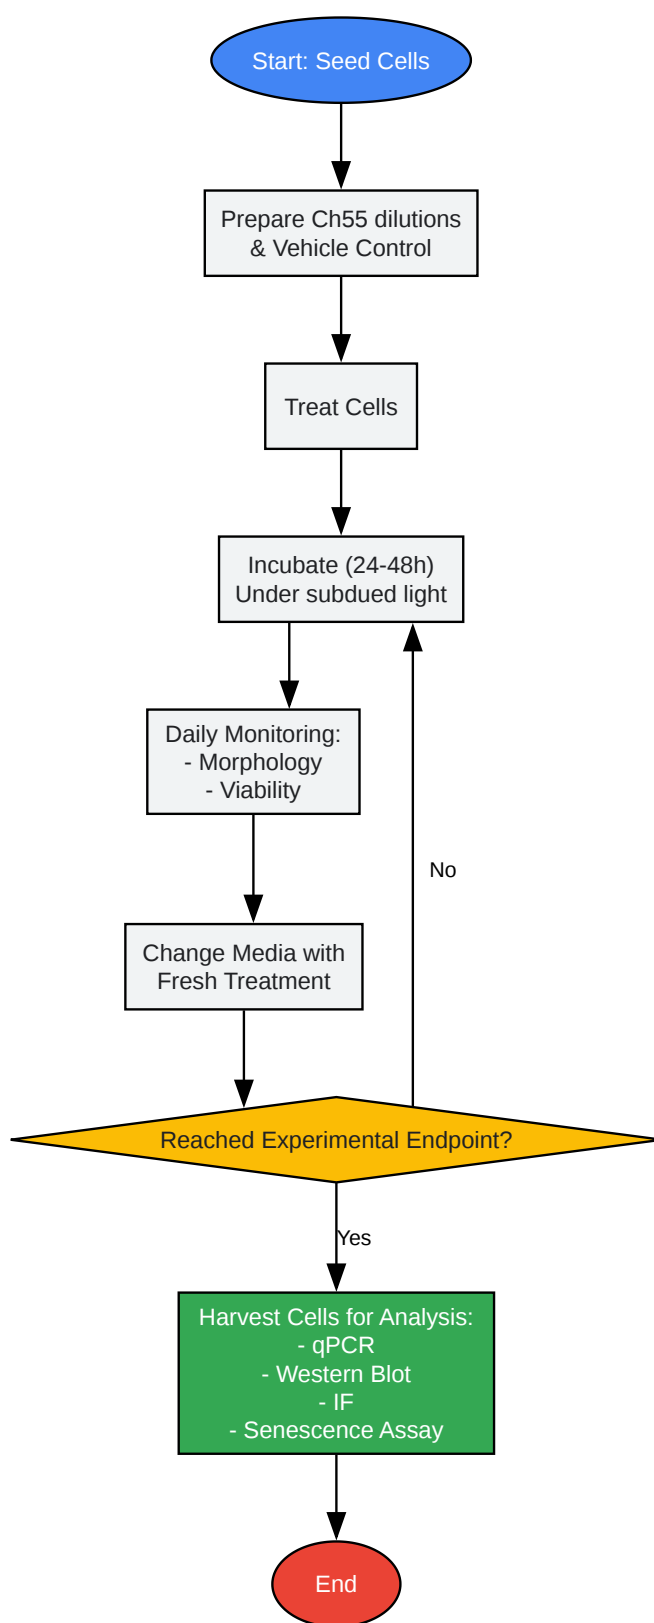 Start: Seed Cells
Prepare Ch55 dilutions
& Vehicle Control
Treat Cells
Incubate (24-48h)
Under subdued light
Daily Monitoring:
- Morphology
- Viability
No
Change Media with
Fresh Treatment
Reached Experimental Endpoint?
Yes
Harvest Cells for Analysis:
- qPCR
- Western Blot
- IF
- Senescence Assay
End